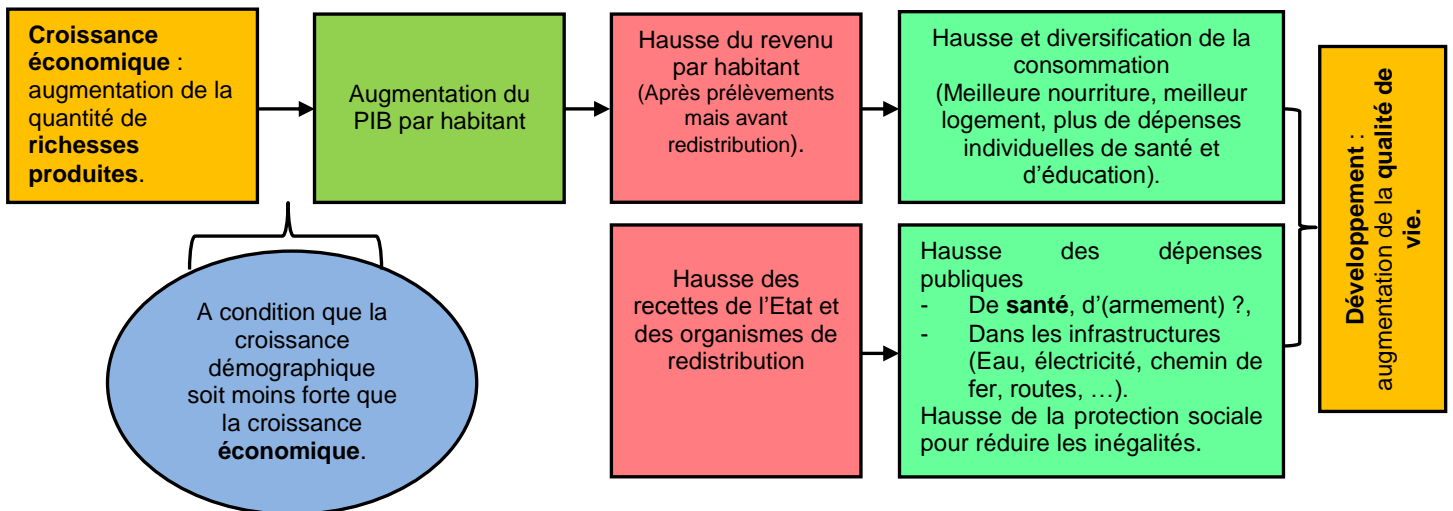 Croissance
économique :
augmentation de la
quantité de
richesses
produites.
Augmentation du
PIB par habitant
Hausse du revenu
par habitant
(Après prélèvements
mais avant
redistribution).
Hausse et diversification de la
consommation
(Meilleure nourriture, meilleur
logement, plus de dépenses
individuelles de santé et
d’éducation).
Développement :
augmentation de la qualité de
vie.
A condition que la
croissance
démographique
soit moins forte que
la croissance
économique.
Hausse des
recettes de l’Etat et
des organismes de
redistribution
Hausse des dépenses
publiques
- De santé, d’(armement) ?,
- Dans les infrastructures
(Eau, électricité, chemin de
fer, routes, …).
Hausse de la protection sociale
pour réduire les inégalités.